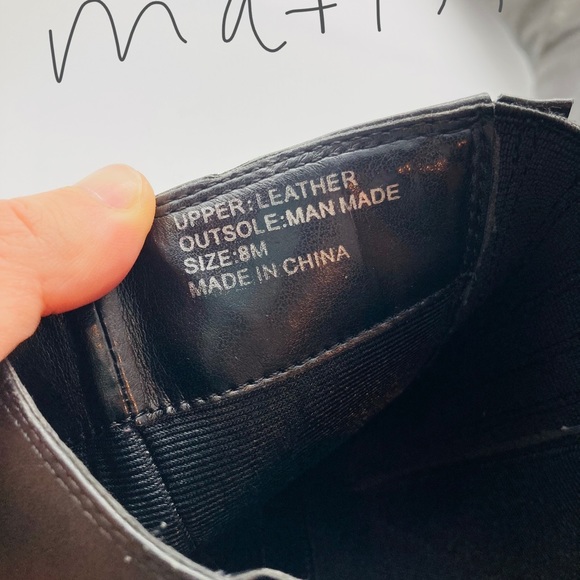 UPPER:LEATHER
OUTSOLE:MAN MADE
SIZE:8M
MADE IN CHINA